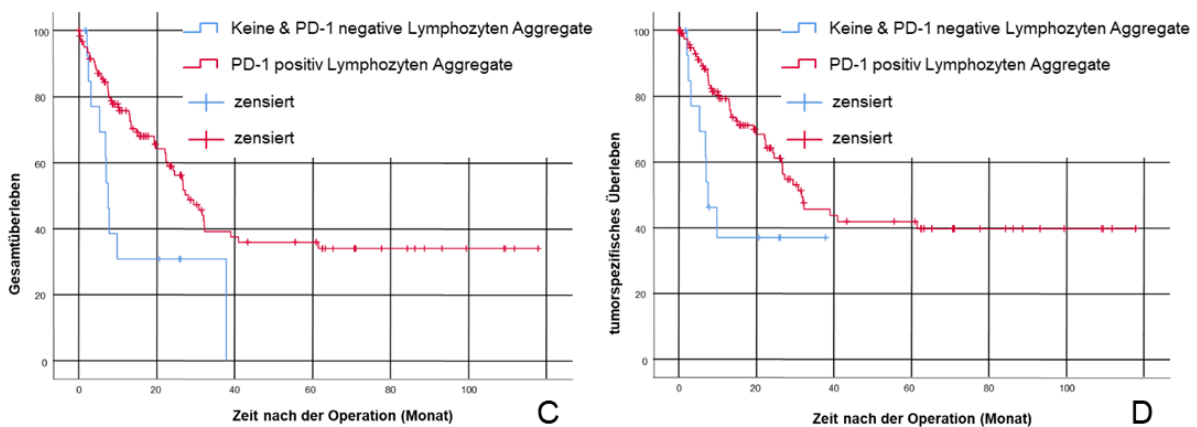 Keine & PD-1 negative Lymphozyten Aggregate
PD-1 positiv Lymphozyten Aggregate
zensiert
zensiert
Gesamtüberleben
100
80
60
40
20
0
0 20 40 60 80 100
Zeit nach der Operation (Monat)
C
Keine & PD-1 negative Lymphozyten Aggregate
PD-1 positiv Lymphozyten Aggregate
zensiert
zensiert
tumorspezifisches Überleben
100
80
60
40
20
0
0 20 40 60 80 100
Zeit nach der Operation (Monat)
D